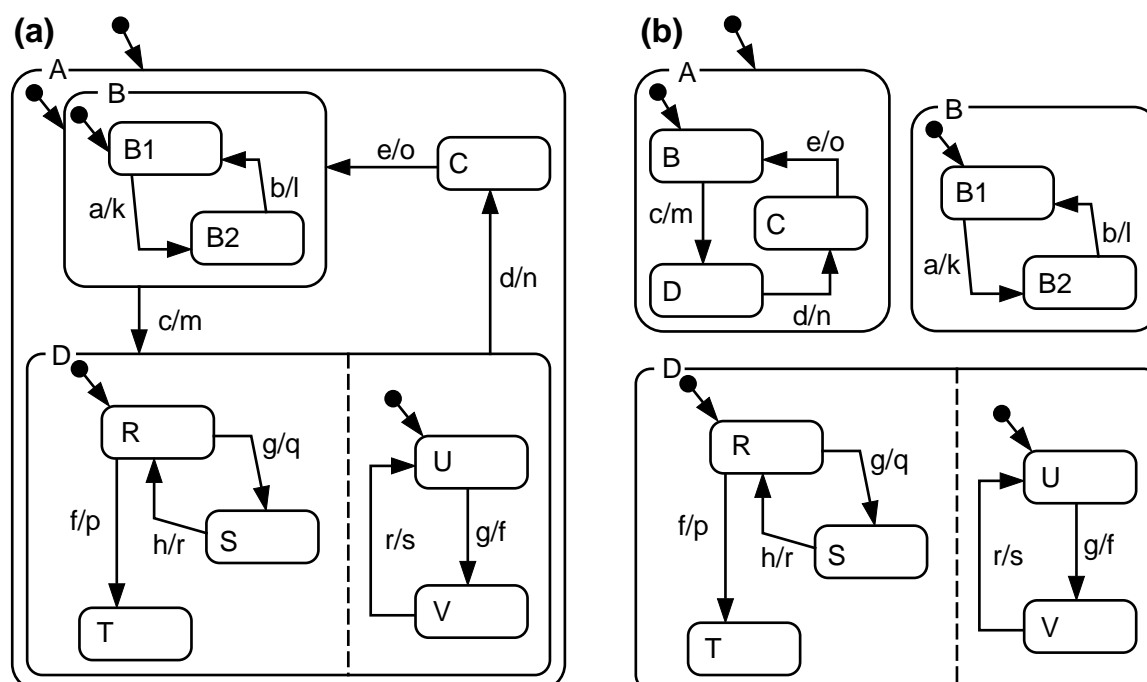 (a)
A
B
B1
a/k
b/l
B2
e/o
C
c/m
d/n
D
R
g/q
f/p
h/r
S
T
U
r/s
g/f
V
(b)
A
B
e/o
c/m
C
D
d/n
B
B1
b/l
a/k
B2
D
R
g/q
f/p
h/r
S
T
U
r/s
g/f
V